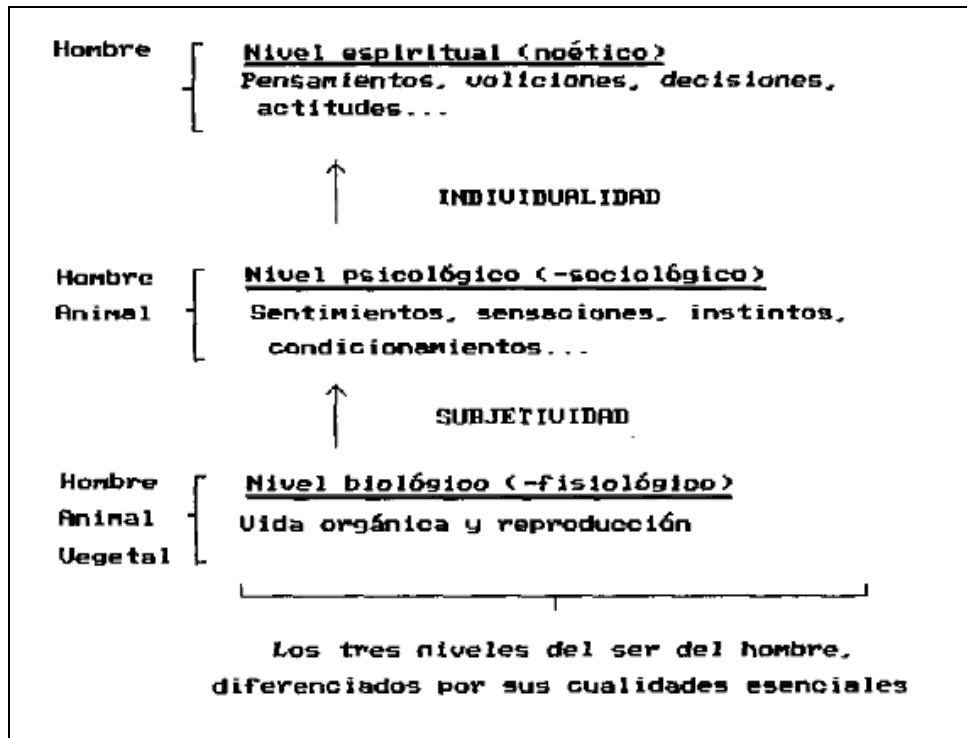 Hombre Nivel espiritual (noético)
Pensamientos, voliciones, decisiones,
actitudes...
INDIVIDUALIDAD
Hombre Nivel psicológico (-sociológico)
Animal Sentimientos, sensaciones, instintos,
condicionamientos...
SUBJETIVIDAD
Hombre Nivel biológico (-fisiológico)
Animal Vida orgánica y reproducción
Vegetal
Los tres niveles del ser del hombre,
diferenciados por sus cualidades esenciales